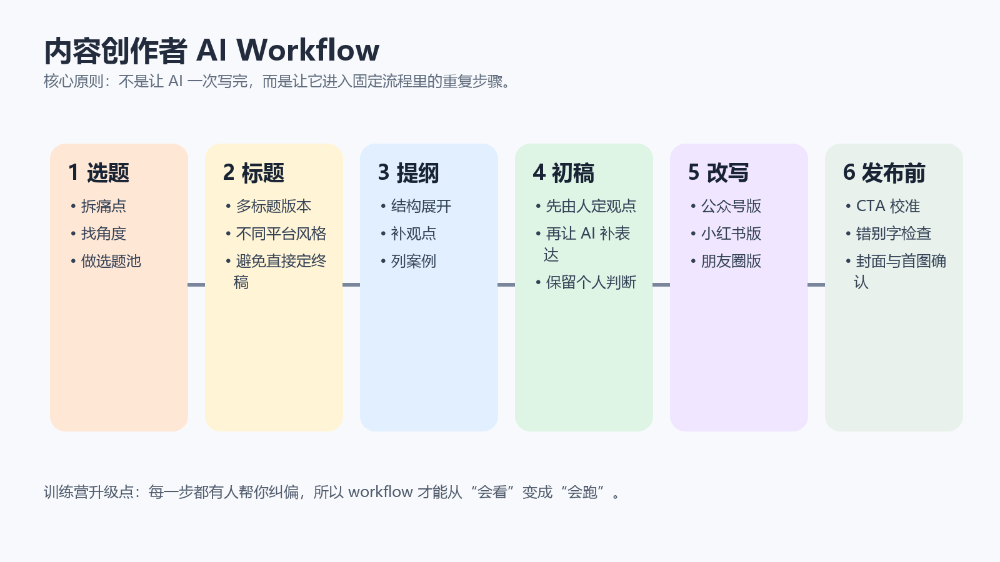 内容创作者 AI Workflow
核心原则：不是让 AI 一次写完，而是让它进入固定流程里的重复步骤。
1 选题
• 拆痛点
• 找角度
• 做选题池
2 标题
• 多标题版本
• 不同平台风格
• 避免直接定终
稿
3 提纲
• 结构展开
• 补观点
• 列案例
4 初稿
• 先由人定观点
• 再让 AI 补表
达
• 保留个人判断
5 改写
• 公众号版
• 小红书版
• 朋友圈版
6 发布前
• CTA 校准
• 错别字检查
• 封面与首图确
认
训练营升级点：每一步都有人帮你纠偏，所以 workflow 才能从“会看”变成“会跑”。